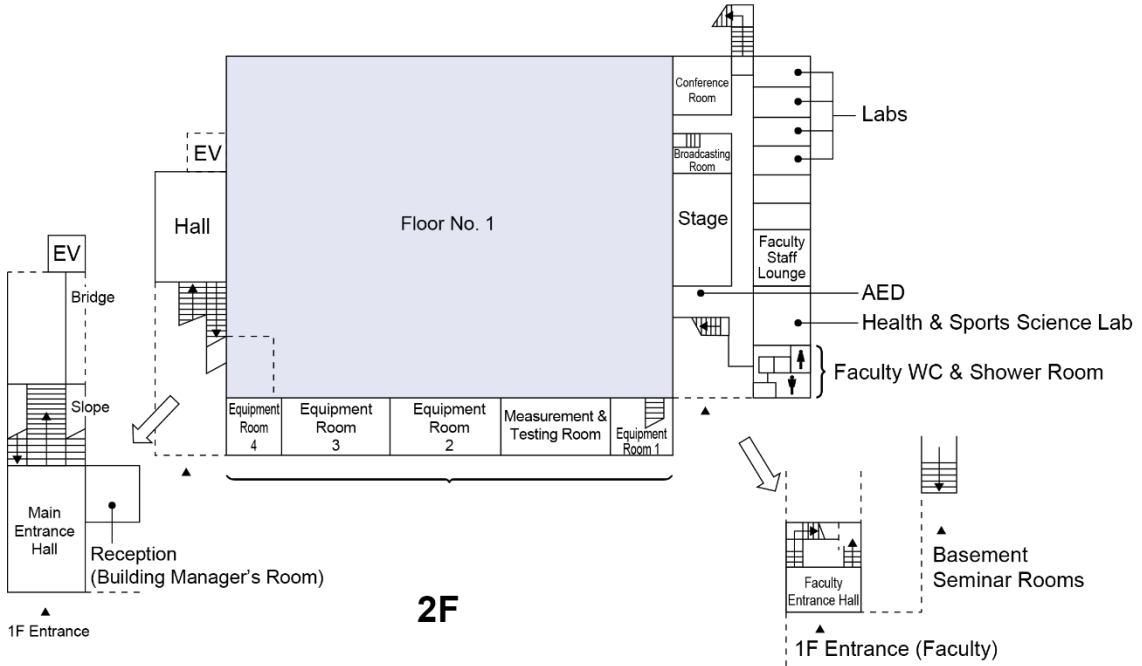 Conference
Room
Labs
EV
Broadcasting
Room
Hall
Floor No. 1
Stage
Faculty
Staff
Lounge
EV
Bridge
AED
Health & Sports Science Lab
Faculty WC & Shower Room
Slope
Equipment
Room
4
Equipment
Room
3
Equipment
Room
2
Measurement &
Testing Room
Equipment
Room 1
Main
Entrance
Hall
Reception
(Building Manager's Room)
Basement
Seminar Rooms
Faculty
Entrance Hall
2F
1F Entrance
1F Entrance (Faculty)